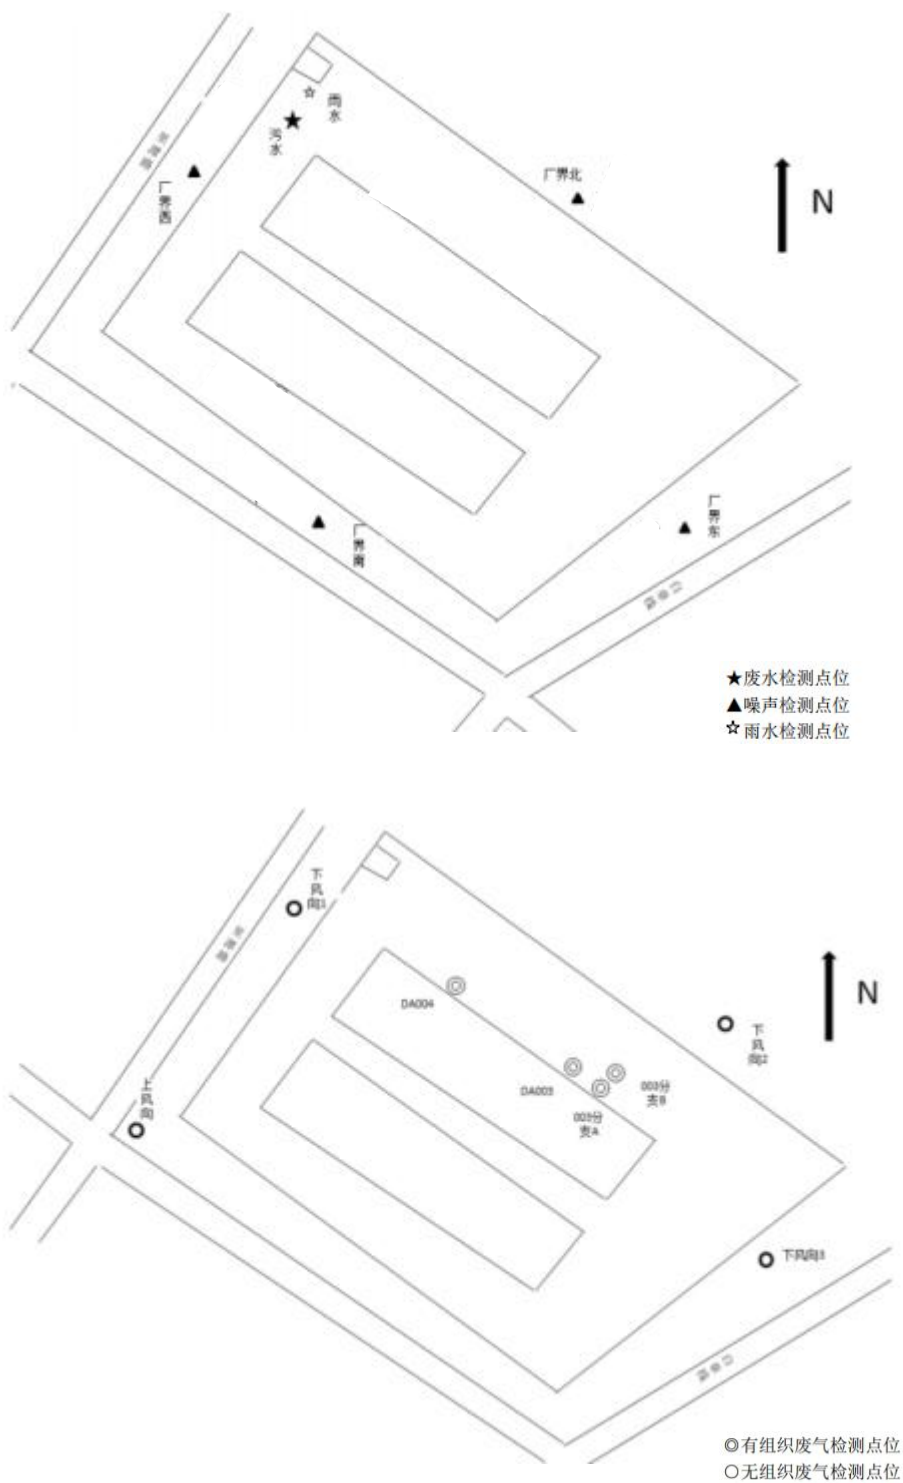 雨水
污水
厂界西
厂界北
N
厂界南
厂界东
★废水检测点位
▲噪声检测点位
☆雨水检测点位
下风向1
N
DA004
下风向2
DA003
003分
支B
003分
支A
上风向
下风向3
◎有组织废气检测点位
○无组织废气检测点位